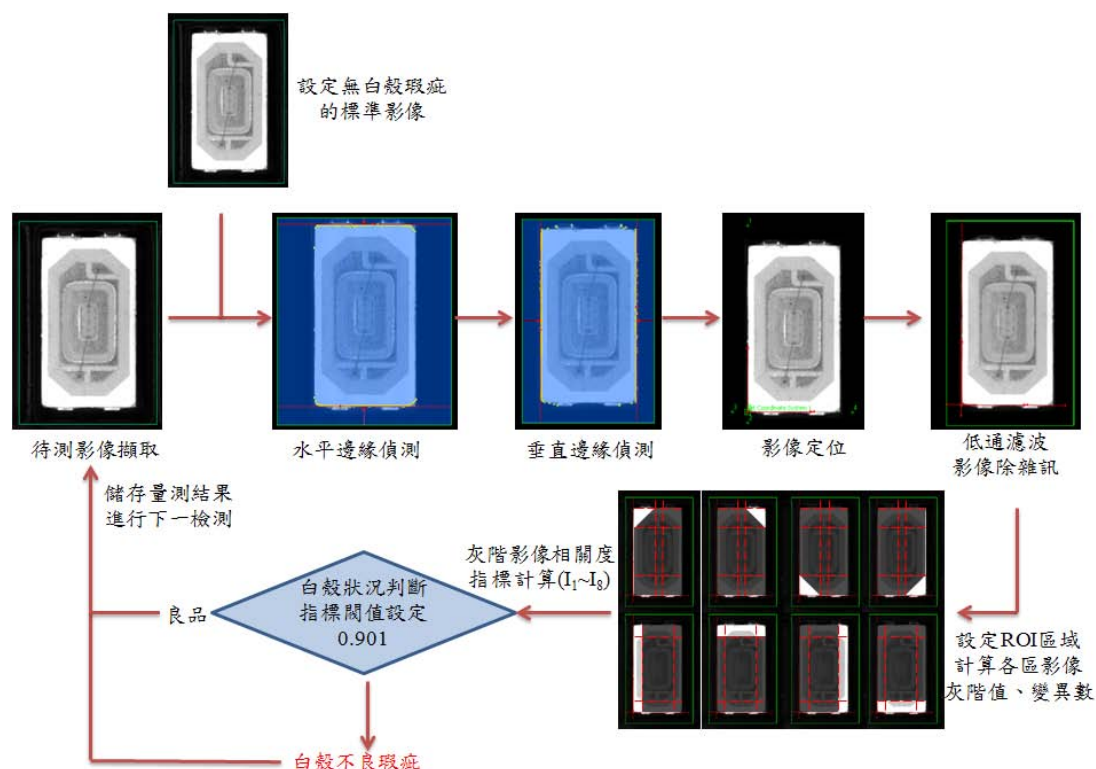 設定無白殼瑕疵
的標準影像
待測影像擷取
水平邊緣偵測
垂直邊緣偵測
影像定位
低通濾波
影像除雜訊
儲存量測結果
進行下一檢測
灰階影像相關度
指標計算(I₁~I₈)
白殼狀況判斷
指標閥值設定
0.901
良品
設定ROI區域
計算各區影像
灰階值、變異數
白殼不良瑕疵